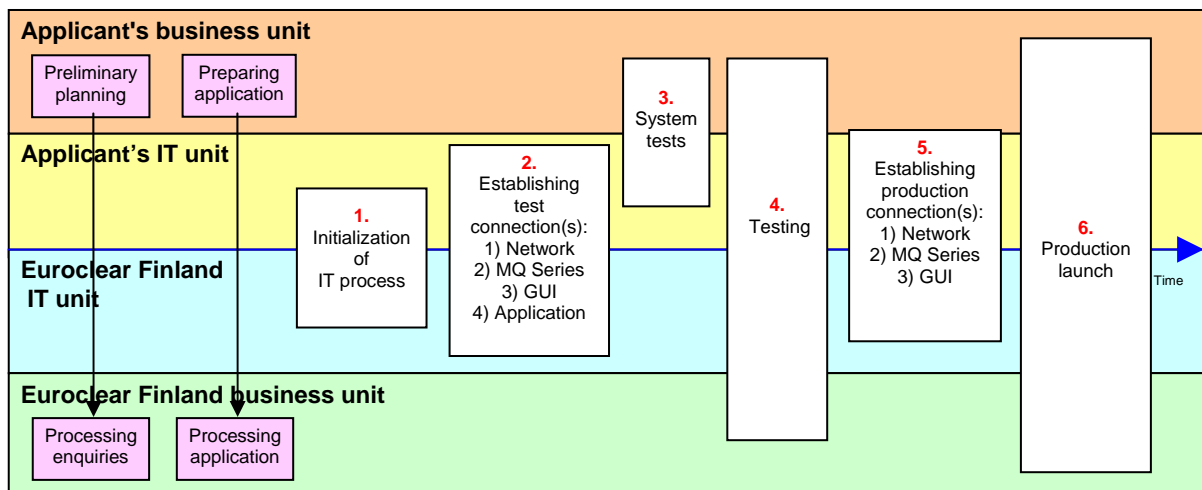 Applicant's business unit
Preliminary
planning
Preparing
application
Applicant's IT unit
1.
Initialization
of
IT process
2.
Establishing
test
connection(s):
1) Network
2) MQ Series
3) GUI
4) Application
3.
System
tests
4.
Testing
5.
Establishing
production
connection(s):
1) Network
2) MQ Series
3) GUI
6.
Production
launch
Time
Euroclear Finland
IT unit
Euroclear Finland business unit
Processing
enquiries
Processing
application